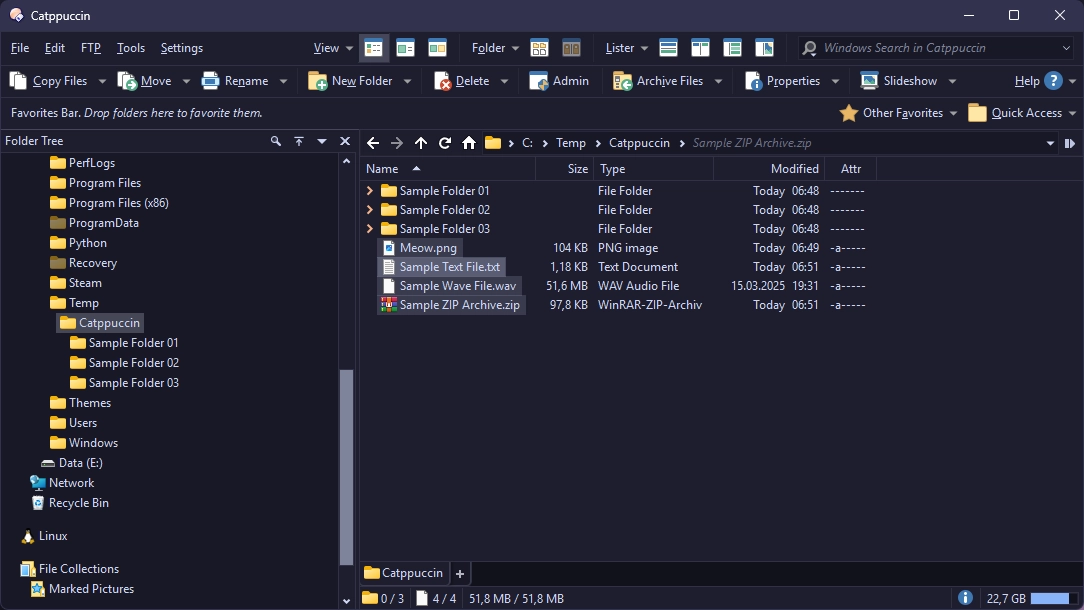 Catppuccin
File Edit FTP Tools Settings View Folder Lister Windows Search in Catppuccin
Copy Files Move Rename New Folder Delete Admin Archive Files Properties Slideshow Help
Favorites Bar. Drop folders here to favorite them. Other Favorites Quick Access
Folder Tree
PerfLogs
Program Files
Program Files (x86)
ProgramData
Python
Recovery
Steam
Temp
Catppuccin
Sample Folder 01
Sample Folder 02
Sample Folder 03
Themes
Users
Windows
Data (E:)
Network
Recycle Bin
Linux
File Collections
Marked Pictures
C: Temp Catppuccin Sample ZIP Archive.zip
Name Size Type Modified Attr
Sample Folder 01 File Folder Today 06:48 -------
Sample Folder 02 File Folder Today 06:48 -------
Sample Folder 03 File Folder Today 06:48 -------
Meow.png 104 KB PNG image Today 06:49 -a-----
Sample Text File.txt 1,18 KB Text Document Today 06:51 -a-----
Sample Wave File.wav 51,6 MB WAV Audio File 15.03.2025 19:31 -a-----
Sample ZIP Archive.zip 97,8 KB WinRAR-ZIP-Archiv Today 06:51 -a-----
Catppuccin +
0 / 3 4 / 4 51,8 MB / 51,8 MB 22,7 GB